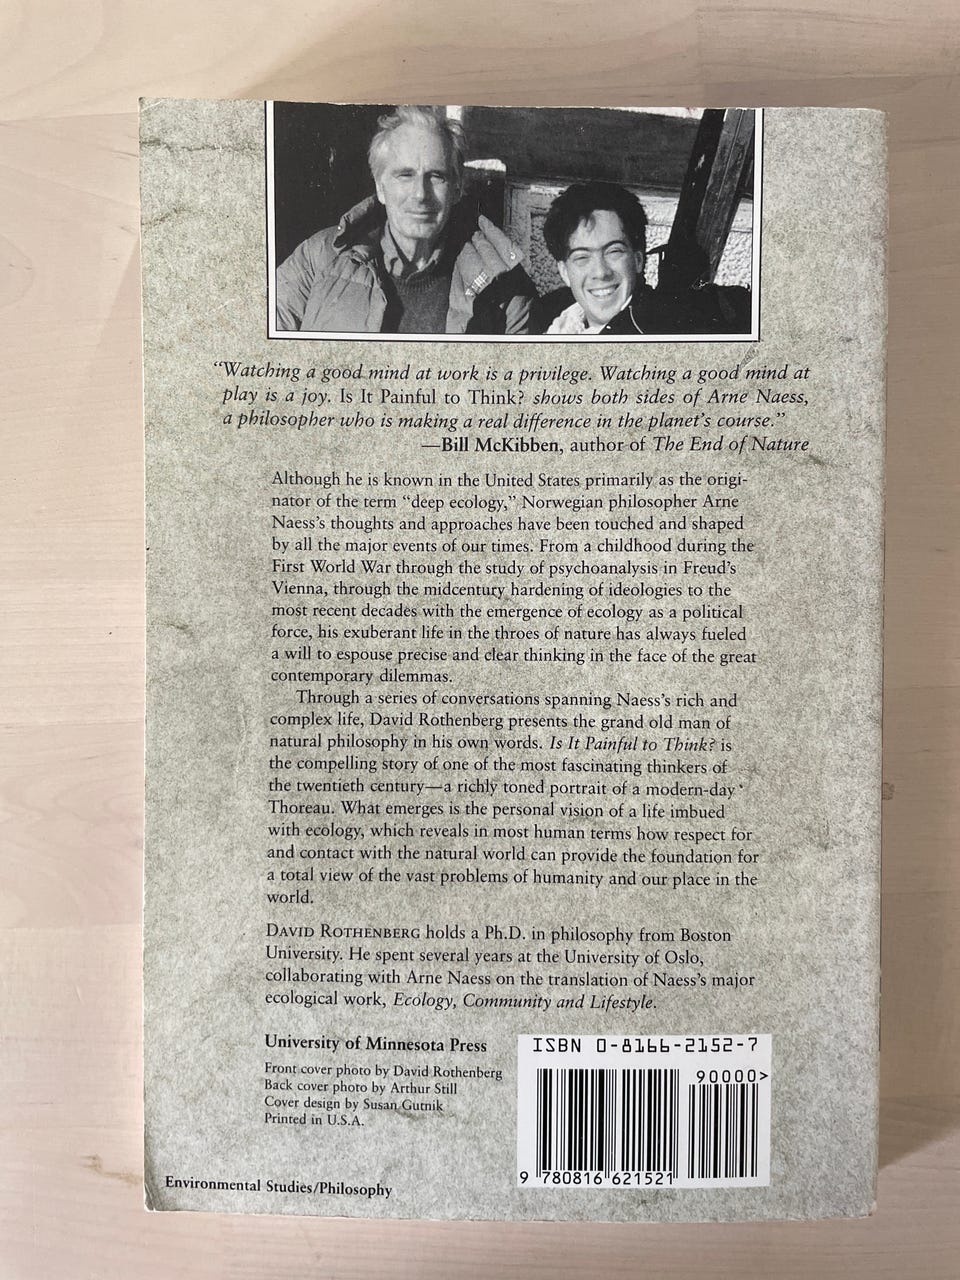 “Watching a good mind at work is a privilege. Watching a good mind at
play is a joy. Is It Painful to Think? shows both sides of Arne Naess,
a philosopher who is making a real difference in the planet’s course.”
—Bill McKibben, author of The End of Nature
Although he is known in the United States primarily as the origi-
nator of the term “deep ecology,” Norwegian philosopher Arne
Naess’s thoughts and approaches have been touched and shaped
by all the major events of our times. From a childhood during the
First World War through the study of psychoanalysis in Freud’s
Vienna, through the midcentury hardening of ideologies to the
most recent decades with the emergence of ecology as a political
force, his exuberant life in the throes of nature has always fueled
a will to espouse precise and clear thinking in the face of the great
contemporary dilemmas.
Through a series of conversations spanning Naess’s rich and
complex life, David Rothenberg presents the grand old man of
natural philosophy in his own words. Is It Painful to Think? is
the compelling story of one of the most fascinating thinkers of
the twentieth century—a richly toned portrait of a modern-day
Thoreau. What emerges is the personal vision of a life imbued
with ecology, which reveals in most human terms how respect for
and contact with the natural world can provide the foundation for
a total view of the vast problems of humanity and our place in the
world.
DAVID ROTHENBERG holds a Ph.D. in philosophy from Boston
University. He spent several years at the University of Oslo,
collaborating with Arne Naess on the translation of Naess’s major
ecological work, Ecology, Community and Lifestyle.
University of Minnesota Press
Front cover photo by David Rothenberg
Back cover photo by Arthur Still
Cover design by Susan Gutnik
Printed in U.S.A.
ISBN 0-8166-2152-7
90000>
9 780816 621521
Environmental Studies/Philosophy